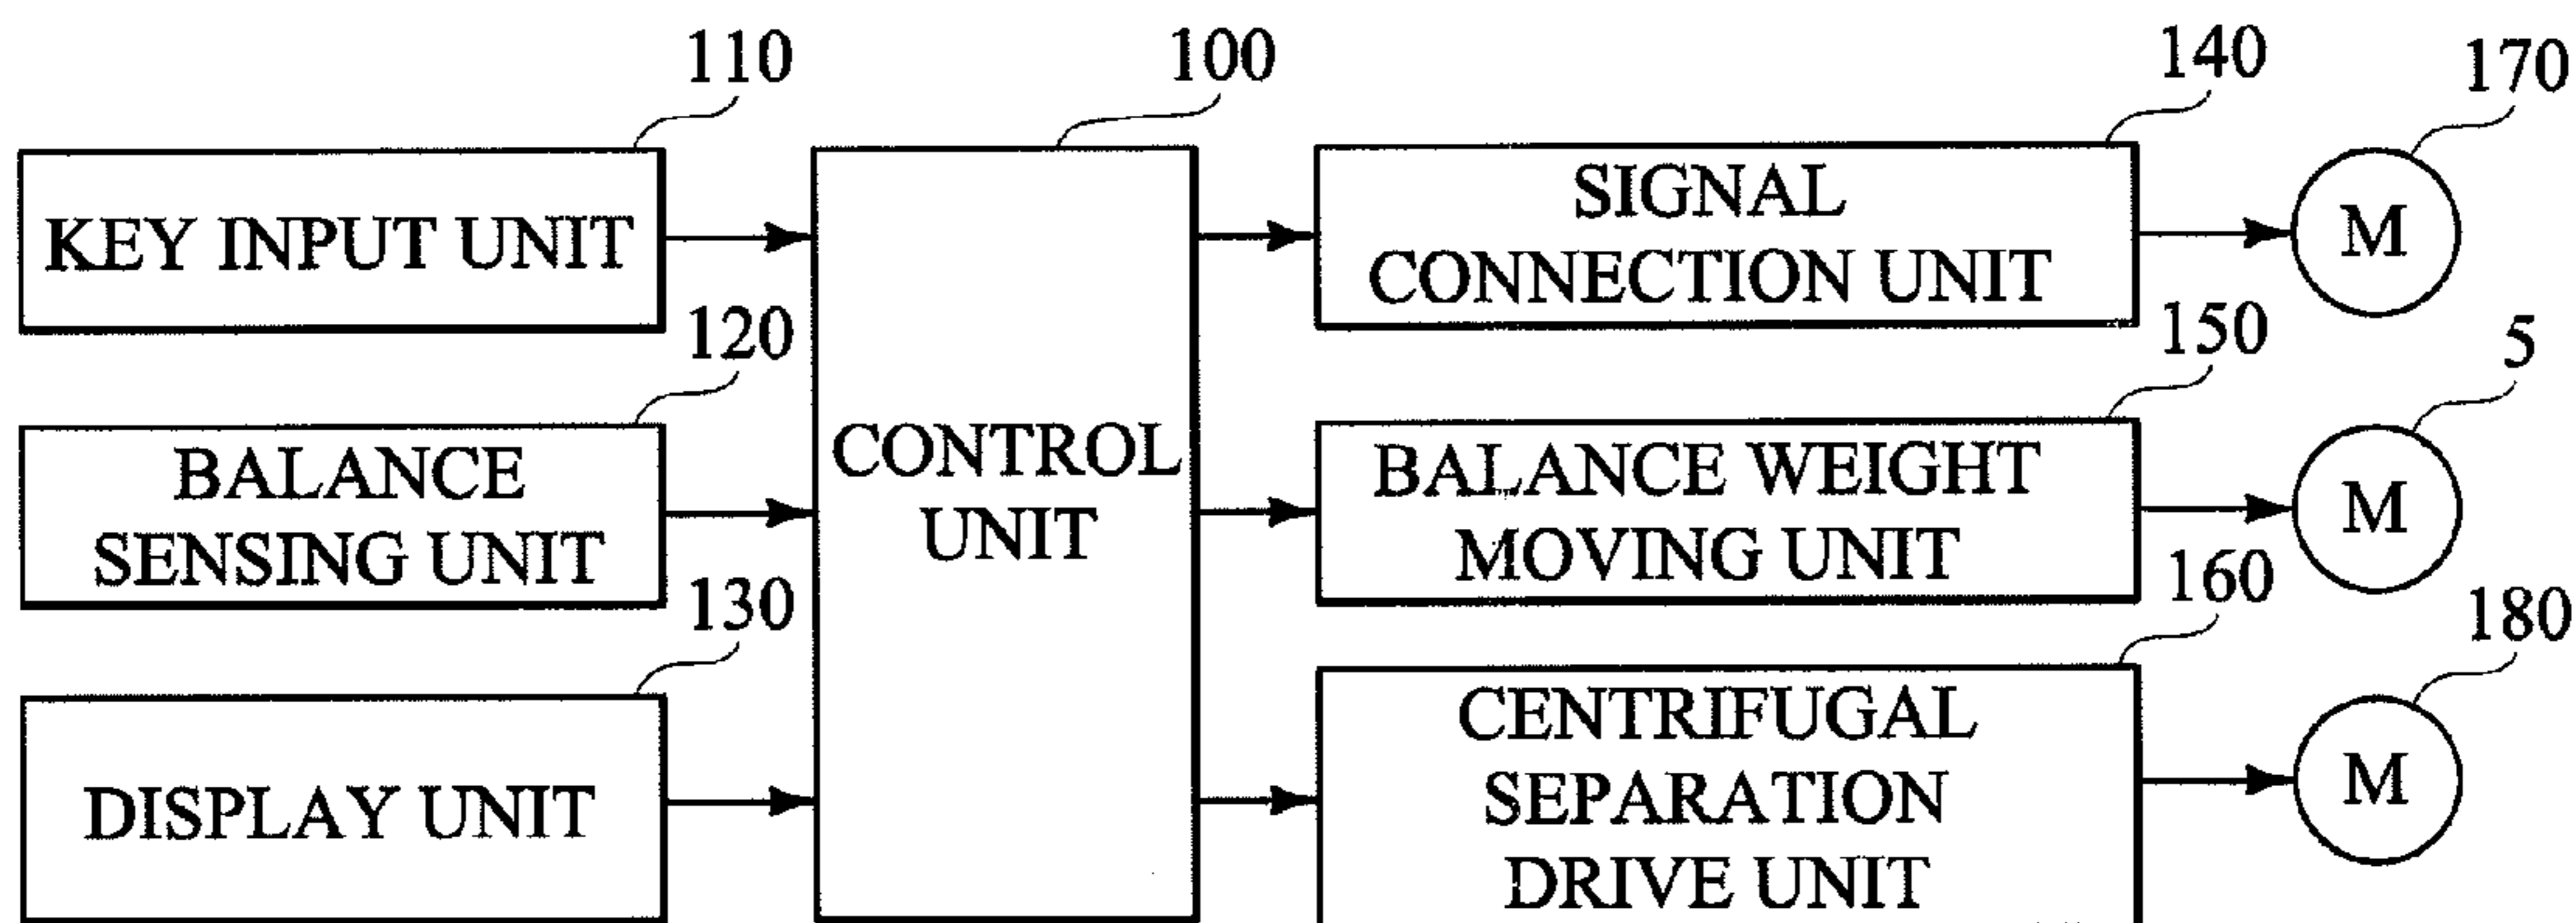 110
100
140
170
KEY INPUT UNIT
SIGNAL
CONNECTION UNIT
M
120
150
5
BALANCE
SENSING UNIT
CONTROL
UNIT
BALANCE WEIGHT
MOVING UNIT
M
130
160
180
DISPLAY UNIT
CENTRIFUGAL
SEPARATION
DRIVE UNIT
M